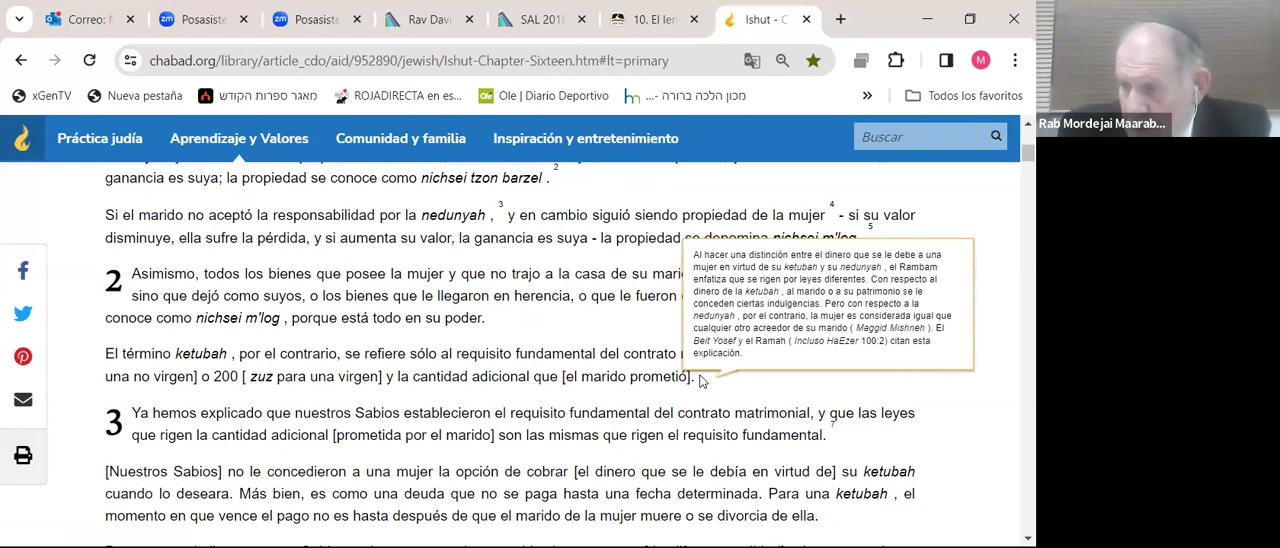 Correo: M
Posasiste
Posasiste
Rav Davi
SAL 2018
10. El len
Ishut - C
chabad.org/library/article_cdo/aid/952890/jewish/Ishut-Chapter-Sixteen.htm#lt=primary
M
xGenTV
Nueva pestaña
מאגר ספרות הקודש
ROJADIRECTA en es...
Ole | Diario Deportivo
מכון הלכה ברורה -...
»
Todos los favoritos
Rab Mordejai Maarab...
Práctica judía
Aprendizaje y Valores
Comunidad y familia
Inspiración y entretenimiento
Buscar
ganancia es suya; la propiedad se conoce como nichsei tzon barzel . 2
Si el marido no aceptó la responsabilidad por la nedunyah , 3 y en cambio siguió siendo propiedad de la mujer 4 - si su valor
disminuye, ella sufre la pérdida, y si aumenta su valor, la ganancia es suya - la propiedad se denomina nichsei m'log. 5
2 Asimismo, todos los bienes que posee la mujer y que no trajo a la casa de su mari
sino que dejó como suyos, o los bienes que le llegaron en herencia, o que le fueron
conoce como nichsei m'log , porque está todo en su poder.
El término ketubah , por el contrario, se refiere sólo al requisito fundamental del contrato
una no virgen] o 200 [ zuz para una virgen] y la cantidad adicional que [el marido prometió].
Al hacer una distinción entre el dinero que se le debe a una
mujer en virtud de su ketubah y su nedunyah , el Rambam
enfatiza que se rigen por leyes diferentes. Con respecto al
dinero de la ketubah , al marido o a su patrimonio se le
conceden ciertas indulgencias. Pero con respecto a la
nedunyah , por el contrario, la mujer es considerada igual que
cualquier otro acreedor de su marido ( Maggid Mishneh ). El
Beit Yosef y el Ramah ( Incluso HaEzer 100:2) citan esta
explicación.
3 Ya hemos explicado que nuestros Sabios establecieron el requisito fundamental del contrato matrimonial, y que las leyes
que rigen la cantidad adicional [prometida por el marido] son las mismas que rigen el requisito fundamental. 7
[Nuestros Sabios] no le concedieron a una mujer la opción de cobrar [el dinero que se le debía en virtud de] su ketubah
cuando lo deseara. Más bien, es como una deuda que no se paga hasta una fecha determinada. Para una ketubah , el
momento en que vence el pago no es hasta después de que el marido de la mujer muere o se divorcia de ella.